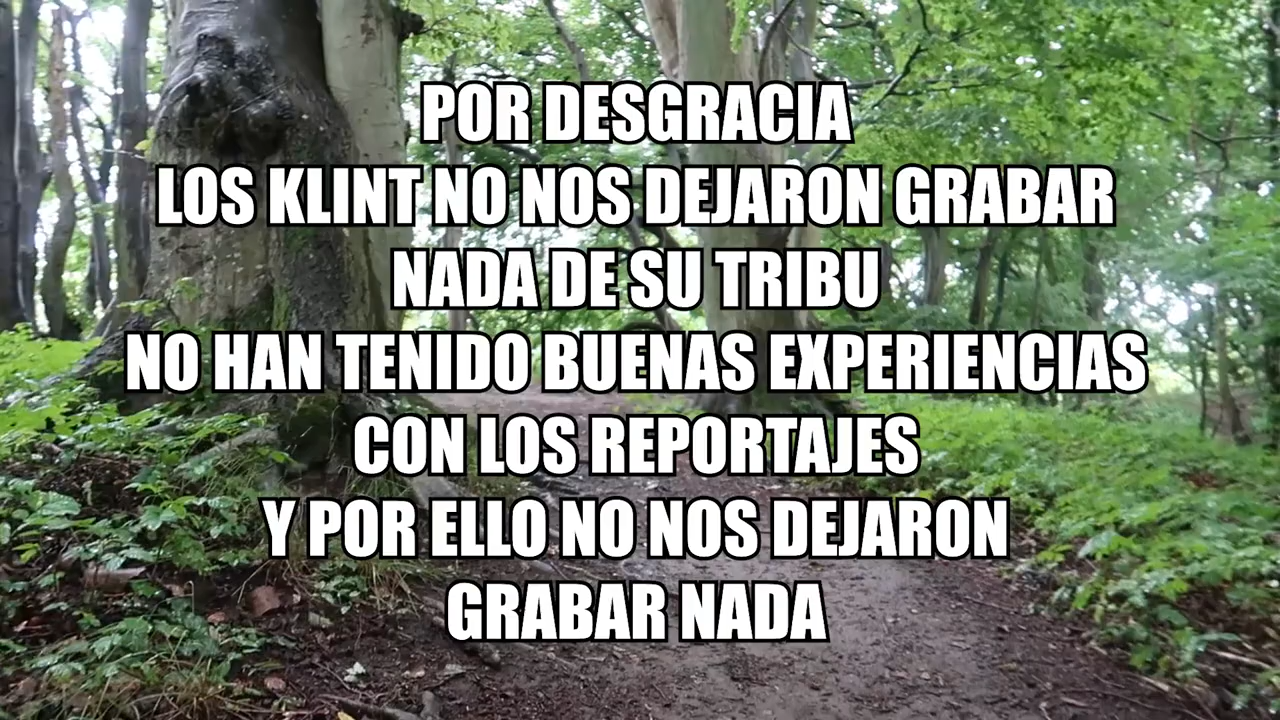 POR DESGRACIA
LOS KLINT NO NOS DEJARON GRABAR
NADA DE SU TRIBU
NO HAN TENIDO BUENAS EXPERIENCIAS
CON LOS REPORTAJES
Y POR ELLO NO NOS DEJARON
GRABAR NADA